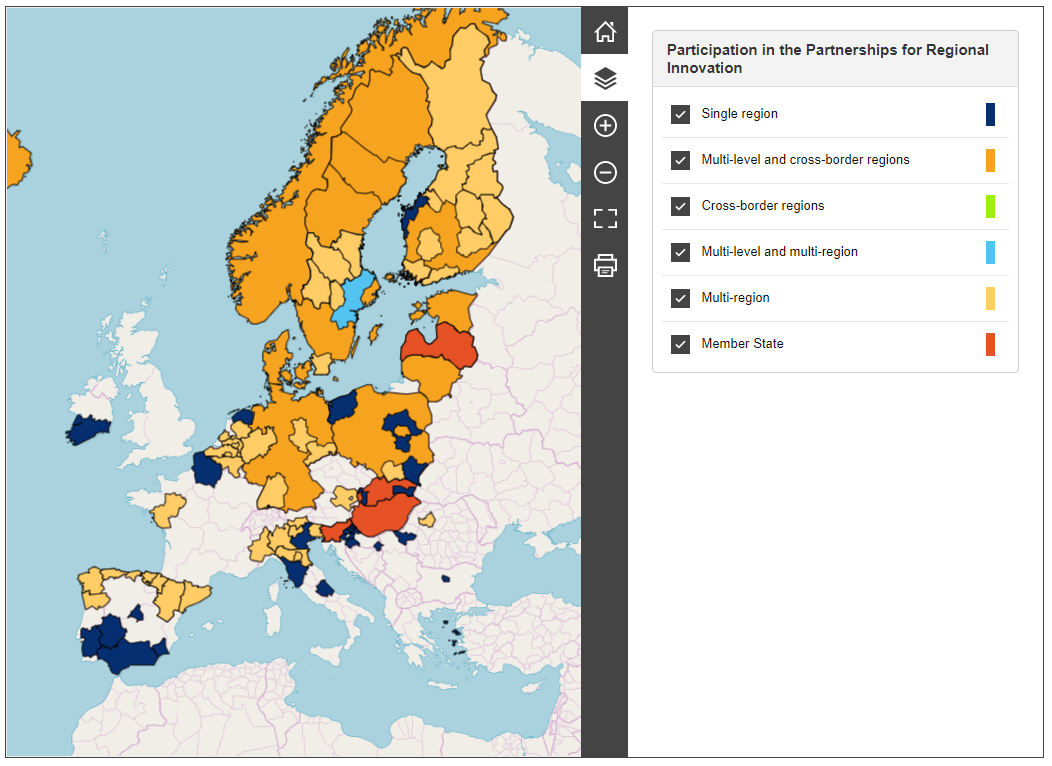 Participation in the Partnerships for Regional
Innovation
Single region
Multi-level and cross-border regions
Cross-border regions
Multi-level and multi-region
Multi-region
Member State